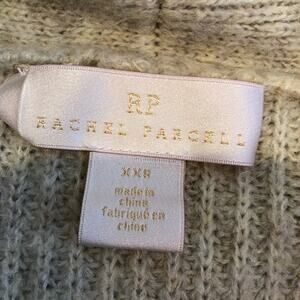 RP
RACHEL PARCELL
XXS
made in
china
fabriqué en
chine